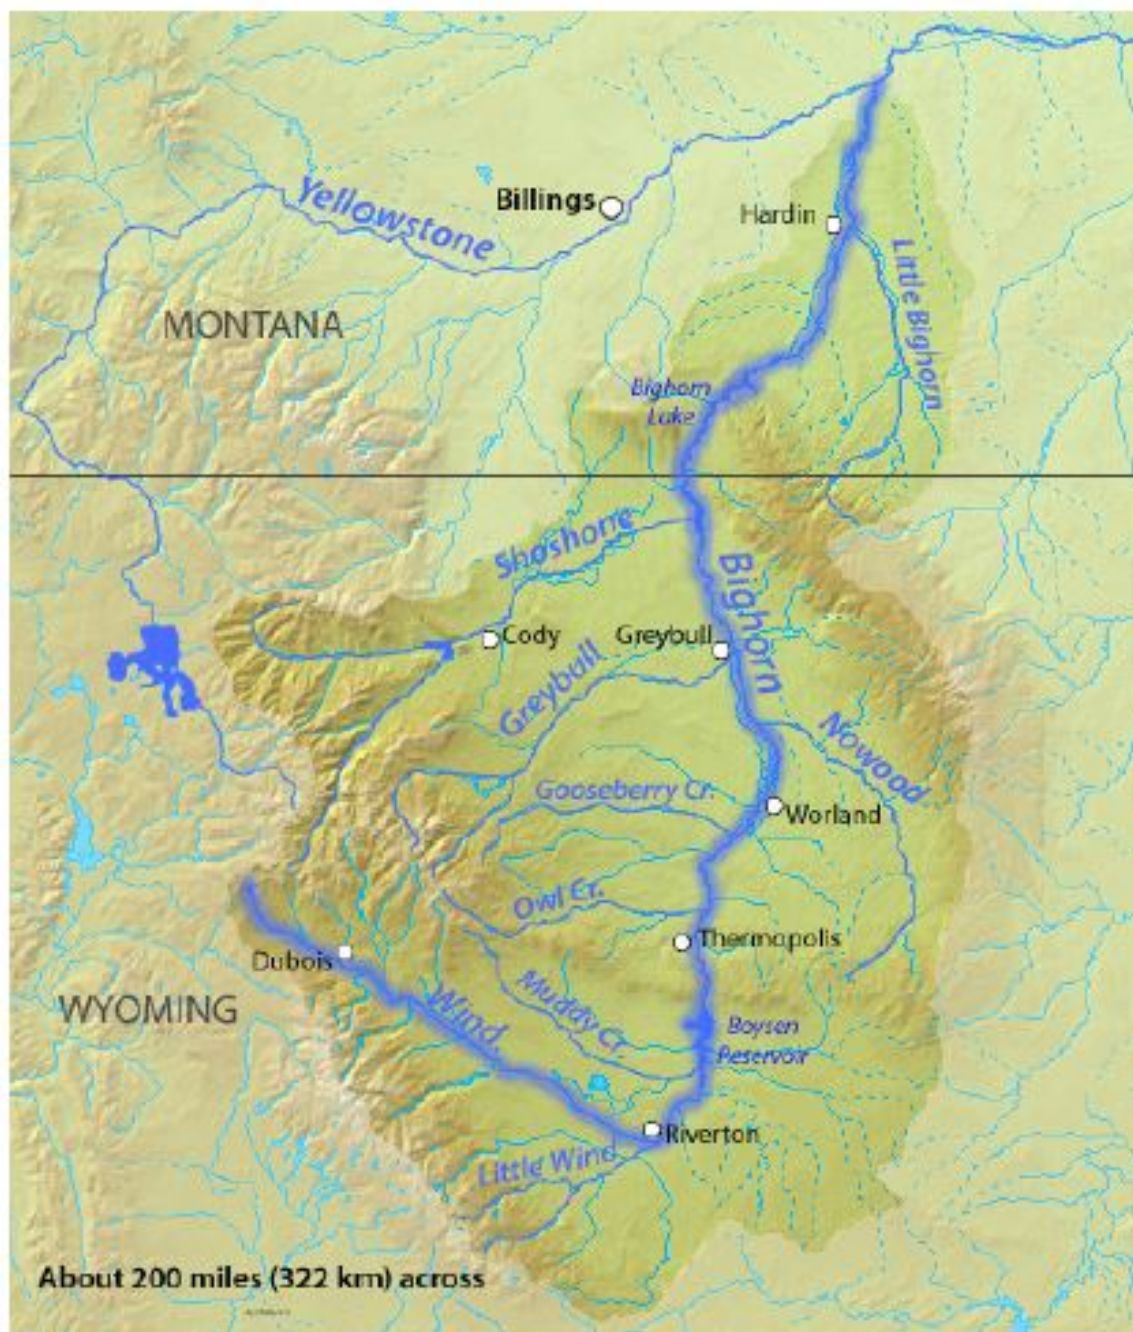 Yellowstone
Billings
Hardin
Little Bighorn
MONTANA
Bighorn
Lake
Shoshone
Bighorn
Cody
Greybull
Greybull
Nowood
Gooseberry Cr.
Worland
Owl Cr.
Thermopolis
Dubois
WYOMING
Wind
Muddy Cr.
Boysen
Reservoir
Riverton
Little Wind
About 200 miles (322 km) across